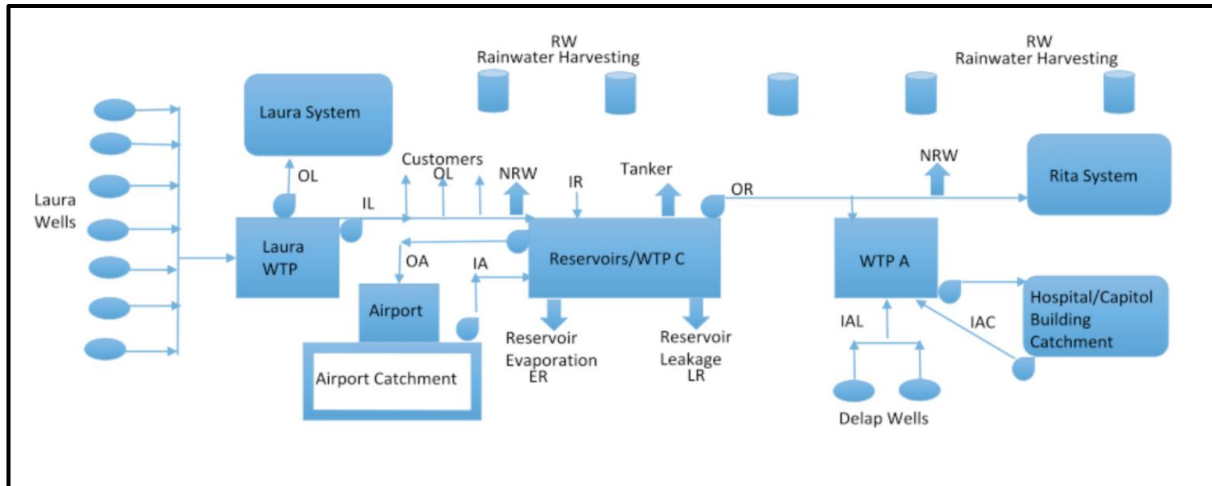 RW
Rainwater Harvesting
RW
Rainwater Harvesting
Laura System
Customers
OL
NRW
IR
Tanker
OR
NRW
Rita System
OL
IL
Laura
Wells
Laura
WTP
OA
IA
Reservoirs/WTP C
WTP A
Airport
Hospital/Capitol
Building
Catchment
IAL
IAC
Reservoir
Evaporation
ER
Reservoir
Leakage
LR
Airport Catchment
Delap Wells